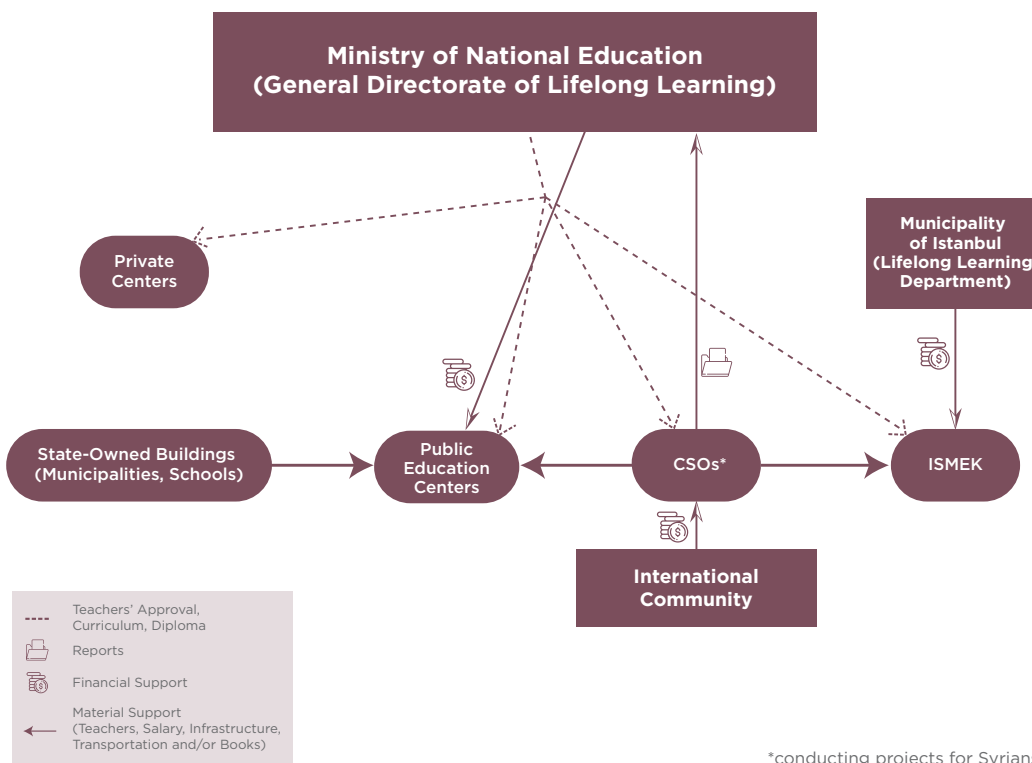 Ministry of National Education
(General Directorate of Lifelong Learning)
Municipality
of Istanbul
(Lifelong Learning
Department)
Private
Centers
State-Owned Buildings
(Municipalities, Schools)
Public
Education
Centers
CSOs*
ISMEK
International
Community
Teachers’ Approval,
Curriculum, Diploma
Reports
Financial Support
Material Support
(Teachers, Salary, Infrastructure,
Transportation and/or Books)
*conducting projects for Syrians